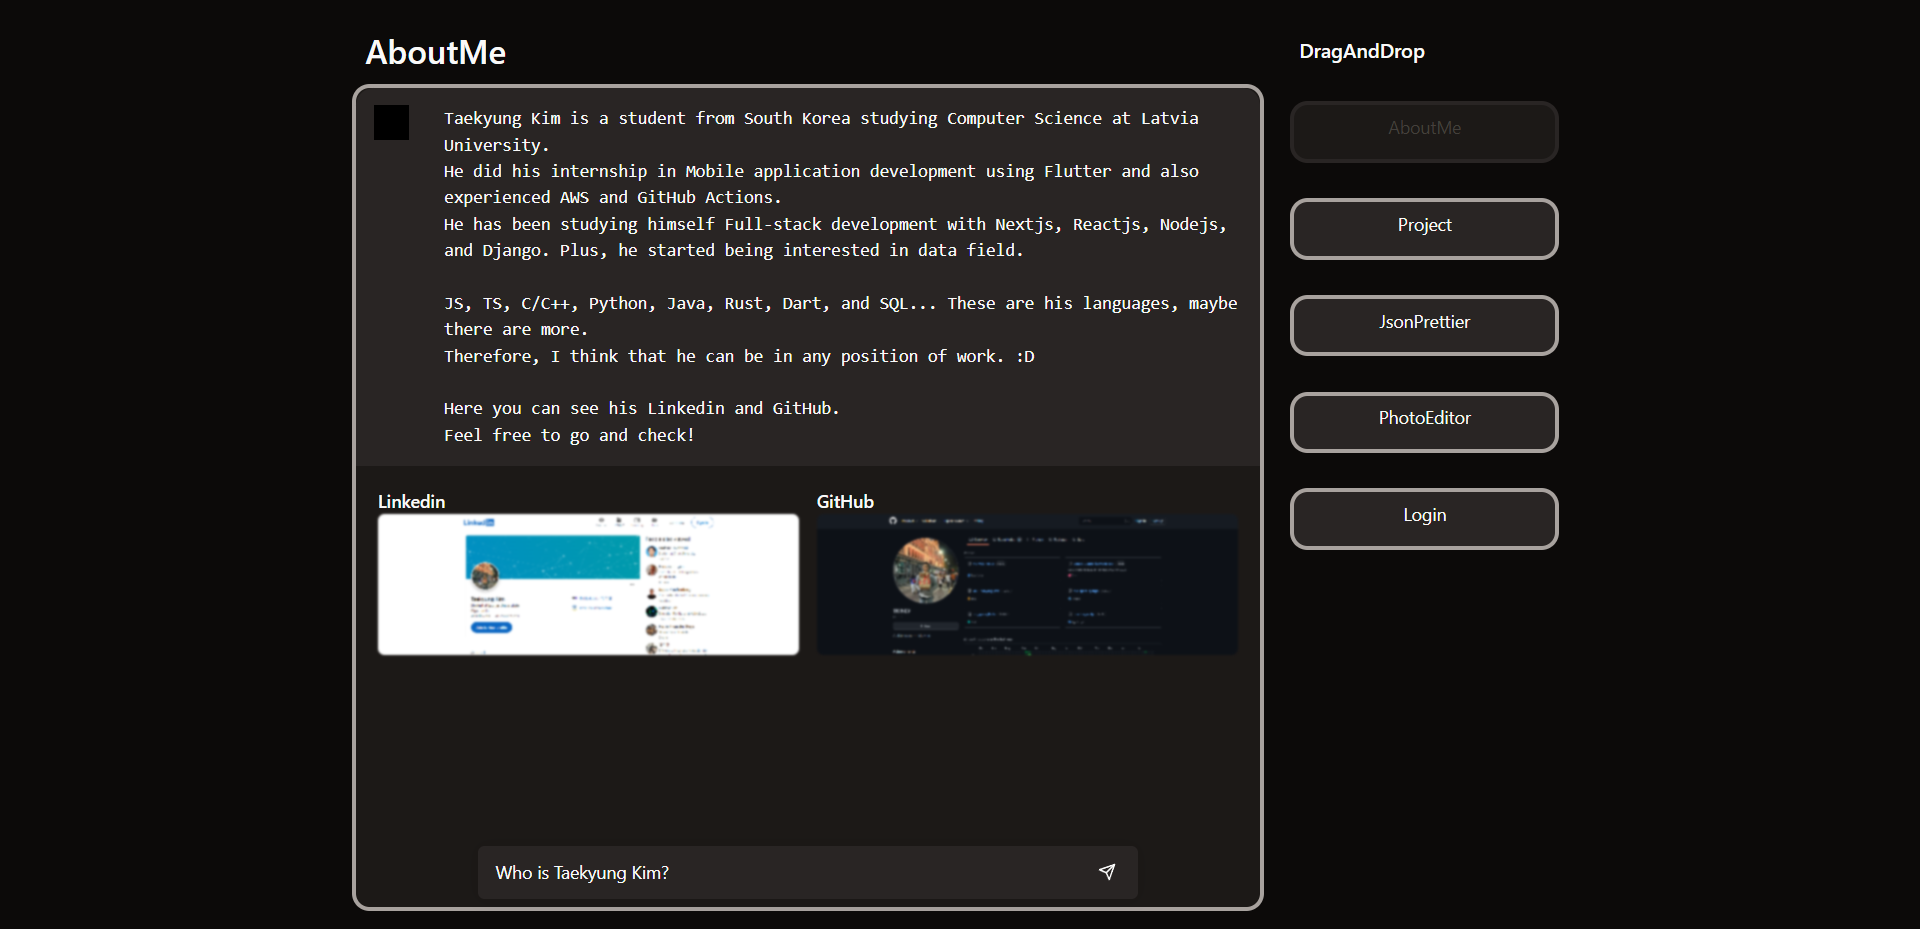 AboutMe
Taekyung Kim is a student from South Korea studying Computer Science at Latvia
University.
He did his internship in Mobile application development using Flutter and also
experienced AWS and GitHub Actions.
He has been studying himself Full-stack development with Nextjs, Reactjs, Nodejs,
and Django. Plus, he started being interested in data field.
JS, TS, C/C++, Python, Java, Rust, Dart, and SQL... These are his languages, maybe
there are more.
Therefore, I think that he can be in any position of work. :D
Here you can see his Linkedin and GitHub.
Feel free to go and check!
Linkedin
GitHub
Who is Taekyung Kim?
DragAndDrop
AboutMe
Project
JsonPrettier
PhotoEditor
Login